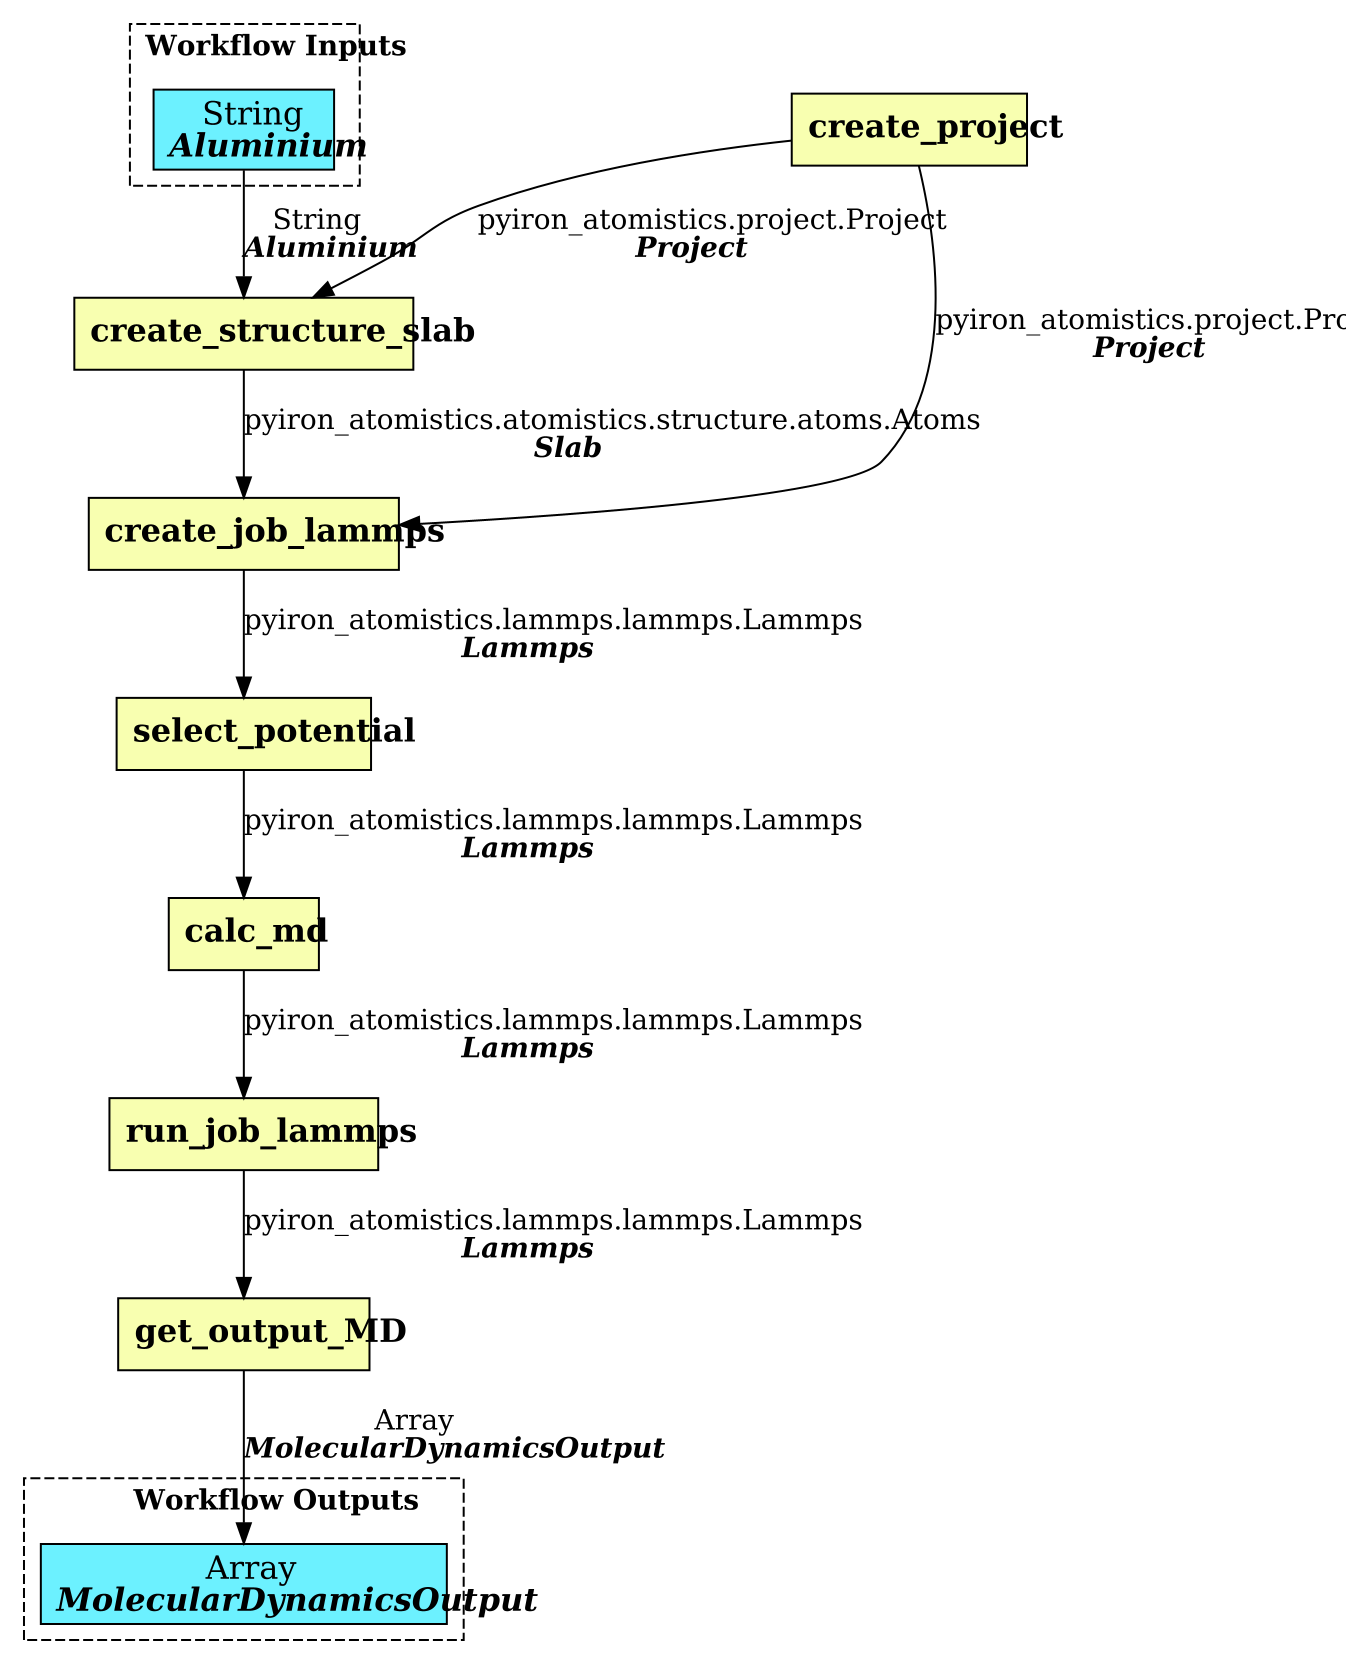 Workflow Inputs
String
Aluminium
create_project
String
Aluminium
pyiron_atomistics.project.Project
Project
create_structure_slab
pyiron_atomistics.project.Pro
Project
pyiron_atomistics.atomistics.structure.atoms.Atoms
Slab
create_job_lammps
pyiron_atomistics.lammps.lammps.Lammps
Lammps
select_potential
pyiron_atomistics.lammps.lammps.Lammps
Lammps
calc_md
pyiron_atomistics.lammps.lammps.Lammps
Lammps
run_job_lammps
pyiron_atomistics.lammps.lammps.Lammps
Lammps
get_output_MD
Array
MolecularDynamicsOutput
Workflow Outputs
Array
MolecularDynamicsOutput